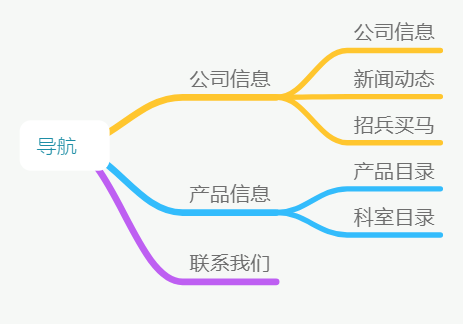 导航
公司信息
公司信息
新闻动态
招兵买马
产品信息
产品目录
科室目录
联系我们